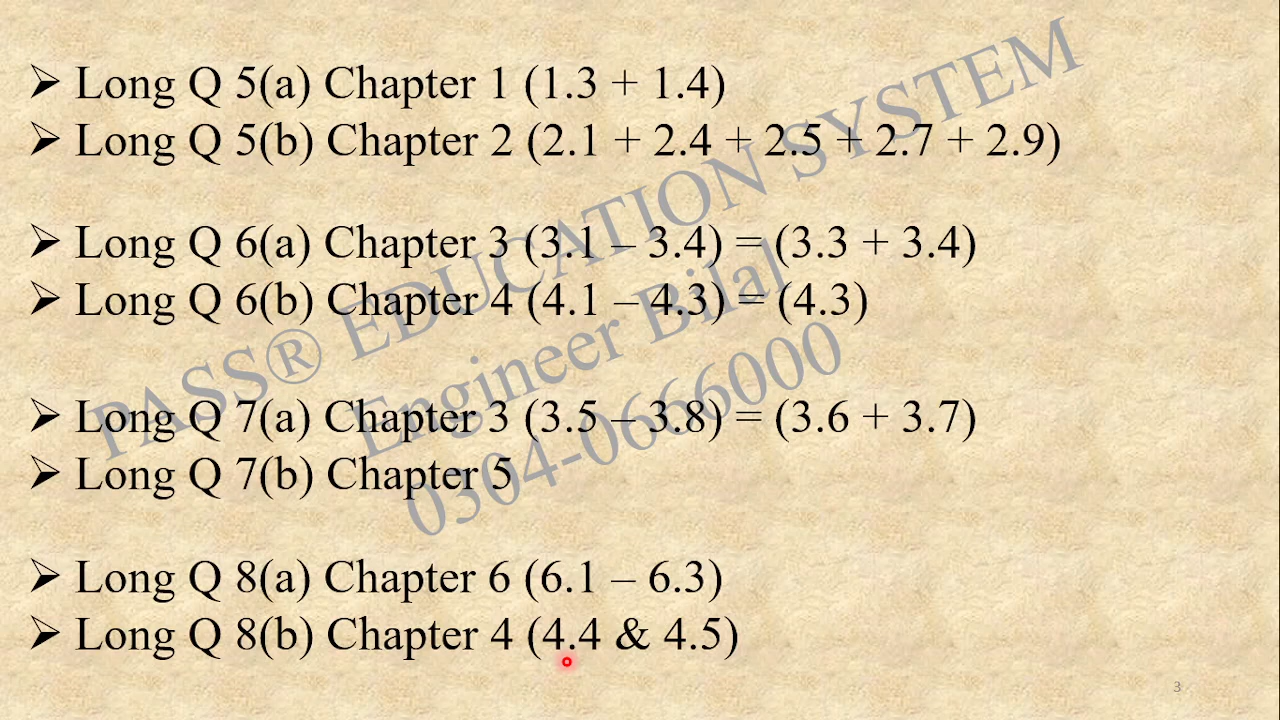 ➢ Long Q 5(a) Chapter 1 (1.3 + 1.4)
➢ Long Q 5(b) Chapter 2 (2.1 + 2.4 + 2.5 + 2.7 + 2.9)
➢ Long Q 6(a) Chapter 3 (3.1 – 3.4) = (3.3 + 3.4)
➢ Long Q 6(b) Chapter 4 (4.1 – 4.3) = (4.3)
➢ Long Q 7(a) Chapter 3 (3.5 – 3.8) = (3.6 + 3.7)
➢ Long Q 7(b) Chapter 5
➢ Long Q 8(a) Chapter 6 (6.1 – 6.3)
➢ Long Q 8(b) Chapter 4 (4.4 & 4.5)
PASS® EDUCATION SYSTEM
Engineer Bilal
0304-0666000
3